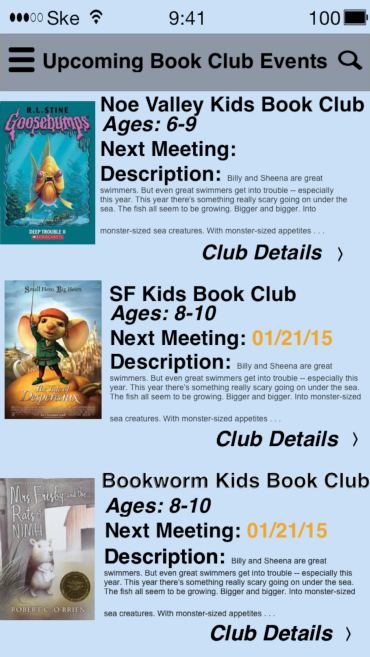 Ske 9:41 100
Upcoming Book Club Events
R.L. STINE
Goosebumps
DEEP TROUBLE II
SCHOLASTIC
Noe Valley Kids Book Club
Ages: 6-9
Next Meeting:
Description: Billy and Sheena are great
swimmers. But even great swimmers get into trouble -- especially
this year. This year there's something really scary going on under the
sea. The fish all seem to be growing. Bigger and bigger. Into
monster-sized sea creatures. With monster-sized appetites . . .
Club Details 〉
Small Hero. Big Heart.
The Tale of
Despereaux
SF Kids Book Club
Ages: 8-10
Next Meeting: 01/21/15
Description: Billy and Sheena are great
swimmers. But even great swimmers get into trouble -- especially this
year. This year there's something really scary going on under the sea.
The fish all seem to be growing. Bigger and bigger. Into monster-sized
sea creatures. With monster-sized appetites . . .
Club Details 〉
Mrs. Frisby and the
Rats of
NIMH
ROBERT C. O'BRIEN
Bookworm Kids Book Club
Ages: 8-10
Next Meeting: 01/21/15
Description: Billy and Sheena are great
swimmers. But even great swimmers get into trouble -- especially this
year. This year there's something really scary going on under the sea.
The fish all seem to be growing. Bigger and bigger. Into monster-sized
sea creatures. With monster-sized appetites . . .
Club Details 〉